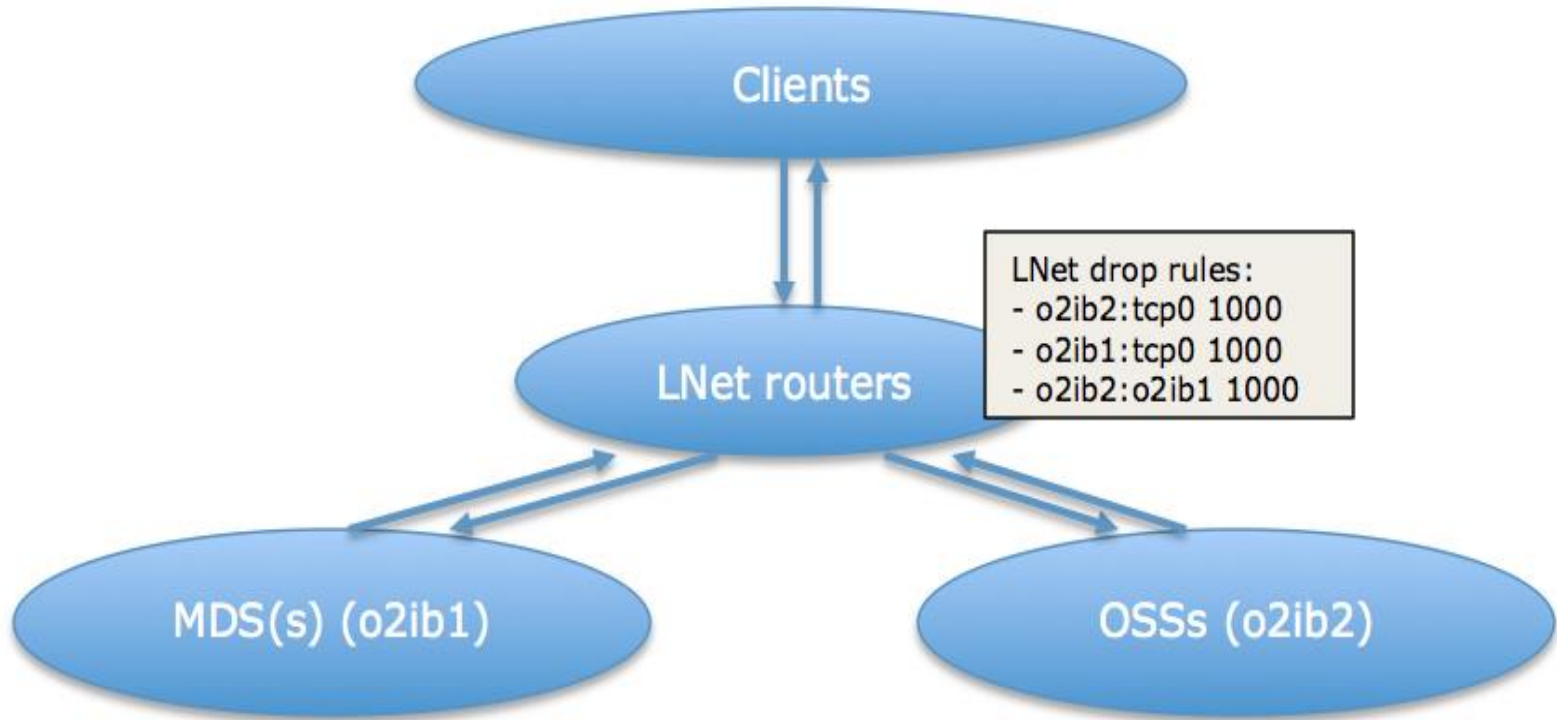 Clients
LNet drop rules:
- o2ib2:tcp0 1000
- o2ib1:tcp0 1000
- o2ib2:o2ib1 1000
LNet routers
MDS(s) (o2ib1)
OSSs (o2ib2)